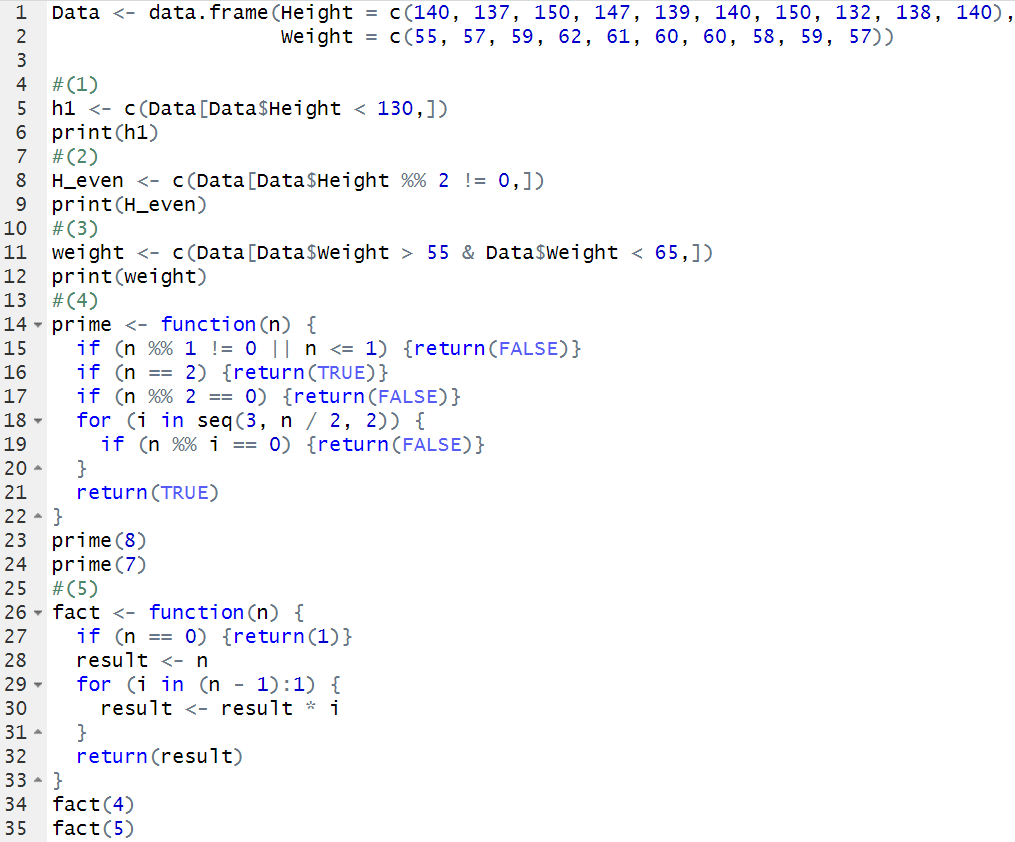 1 Data <- data.frame(Height = c(140, 137, 150, 147, 139, 140, 150, 132, 138, 140),
2                    Weight = c(55, 57, 59, 62, 61, 60, 60, 58, 59, 57))
3
4 #(1)
5 h1 <- c(Data[Data$Height < 130,])
6 print(h1)
7 #(2)
8 H_even <- c(Data[Data$Height %% 2 != 0,])
9 print(H_even)
10 #(3)
11 weight <- c(Data[Data$Weight > 55 & Data$Weight < 65,])
12 print(weight)
13 #(4)
14 prime <- function(n) {
15   if (n %% 1 != 0 || n <= 1) {return(FALSE)}
16   if (n == 2) {return(TRUE)}
17   if (n %% 2 == 0) {return(FALSE)}
18   for (i in seq(3, n / 2, 2)) {
19     if (n %% i == 0) {return(FALSE)}
20   }
21   return(TRUE)
22 }
23 prime(8)
24 prime(7)
25 #(5)
26 fact <- function(n) {
27   if (n == 0) {return(1)}
28   result <- n
29   for (i in (n - 1):1) {
30     result <- result * i
31   }
32   return(result)
33 }
34 fact(4)
35 fact(5)